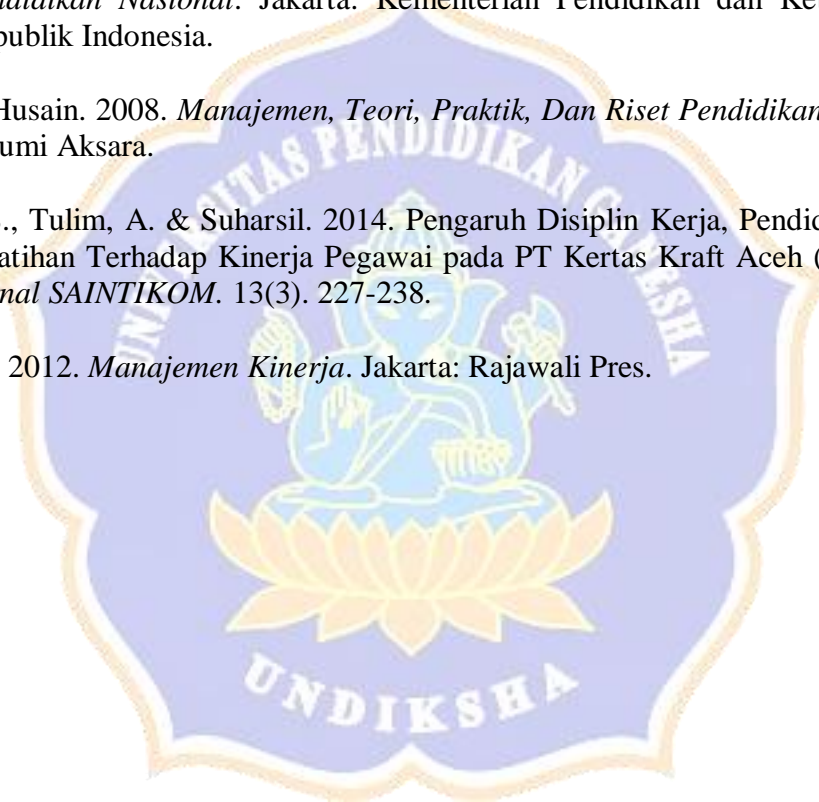 Nasional. Jakarta: Kementerian Pendidikan dan
publik Indonesia.
Husain. 2008. Manajemen, Teori, Praktik, Dan Riset Pendidikan
umi Aksara.
., Tulim, A. & Suharsil. 2014. Pengaruh Disiplin Kerja, Pendid
atihan Terhadap Kinerja Pegawai pada PT Kertas Kraft Aceh (
nal SAINTIKOM. 13(3). 227-238.
2012. Manajemen Kinerja. Jakarta: Rajawali Pres.
UNIVERSITAS PENDIDIKAN GANESHA
UNDIKSHA